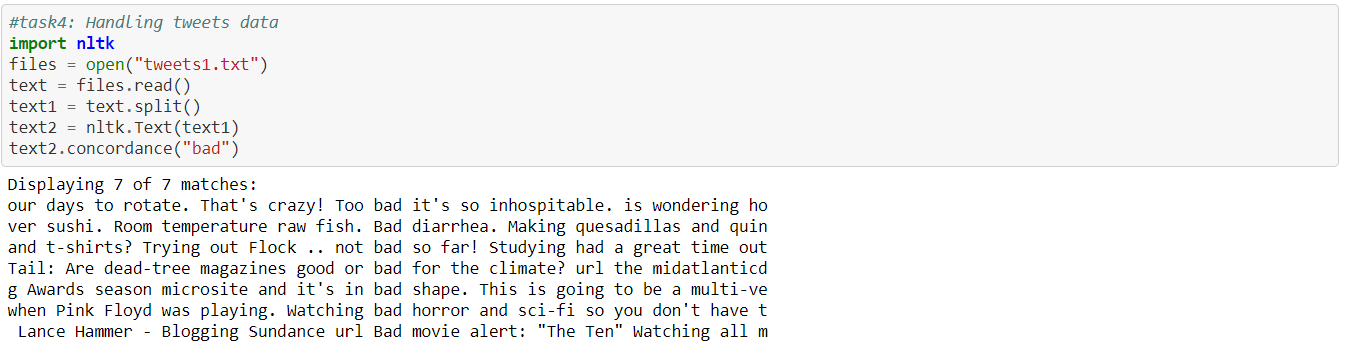 #task4: Handling tweets data
import nltk
files = open("tweets1.txt")
text = files.read()
text1 = text.split()
text2 = nltk.Text(text1)
text2.concordance("bad")
Displaying 7 of 7 matches:
our days to rotate. That's crazy! Too bad it's so inhospitable. is wondering ho
ver sushi. Room temperature raw fish. Bad diarrhea. Making quesadillas and quin
and t-shirts? Trying out Flock .. not bad so far! Studying had a great time out
Tail: Are dead-tree magazines good or bad for the climate? url the midatlanticd
g Awards season microsite and it's in bad shape. This is going to be a multi-ve
when Pink Floyd was playing. Watching bad horror and sci-fi so you don't have t
Lance Hammer - Blogging Sundance url Bad movie alert: "The Ten" Watching all m